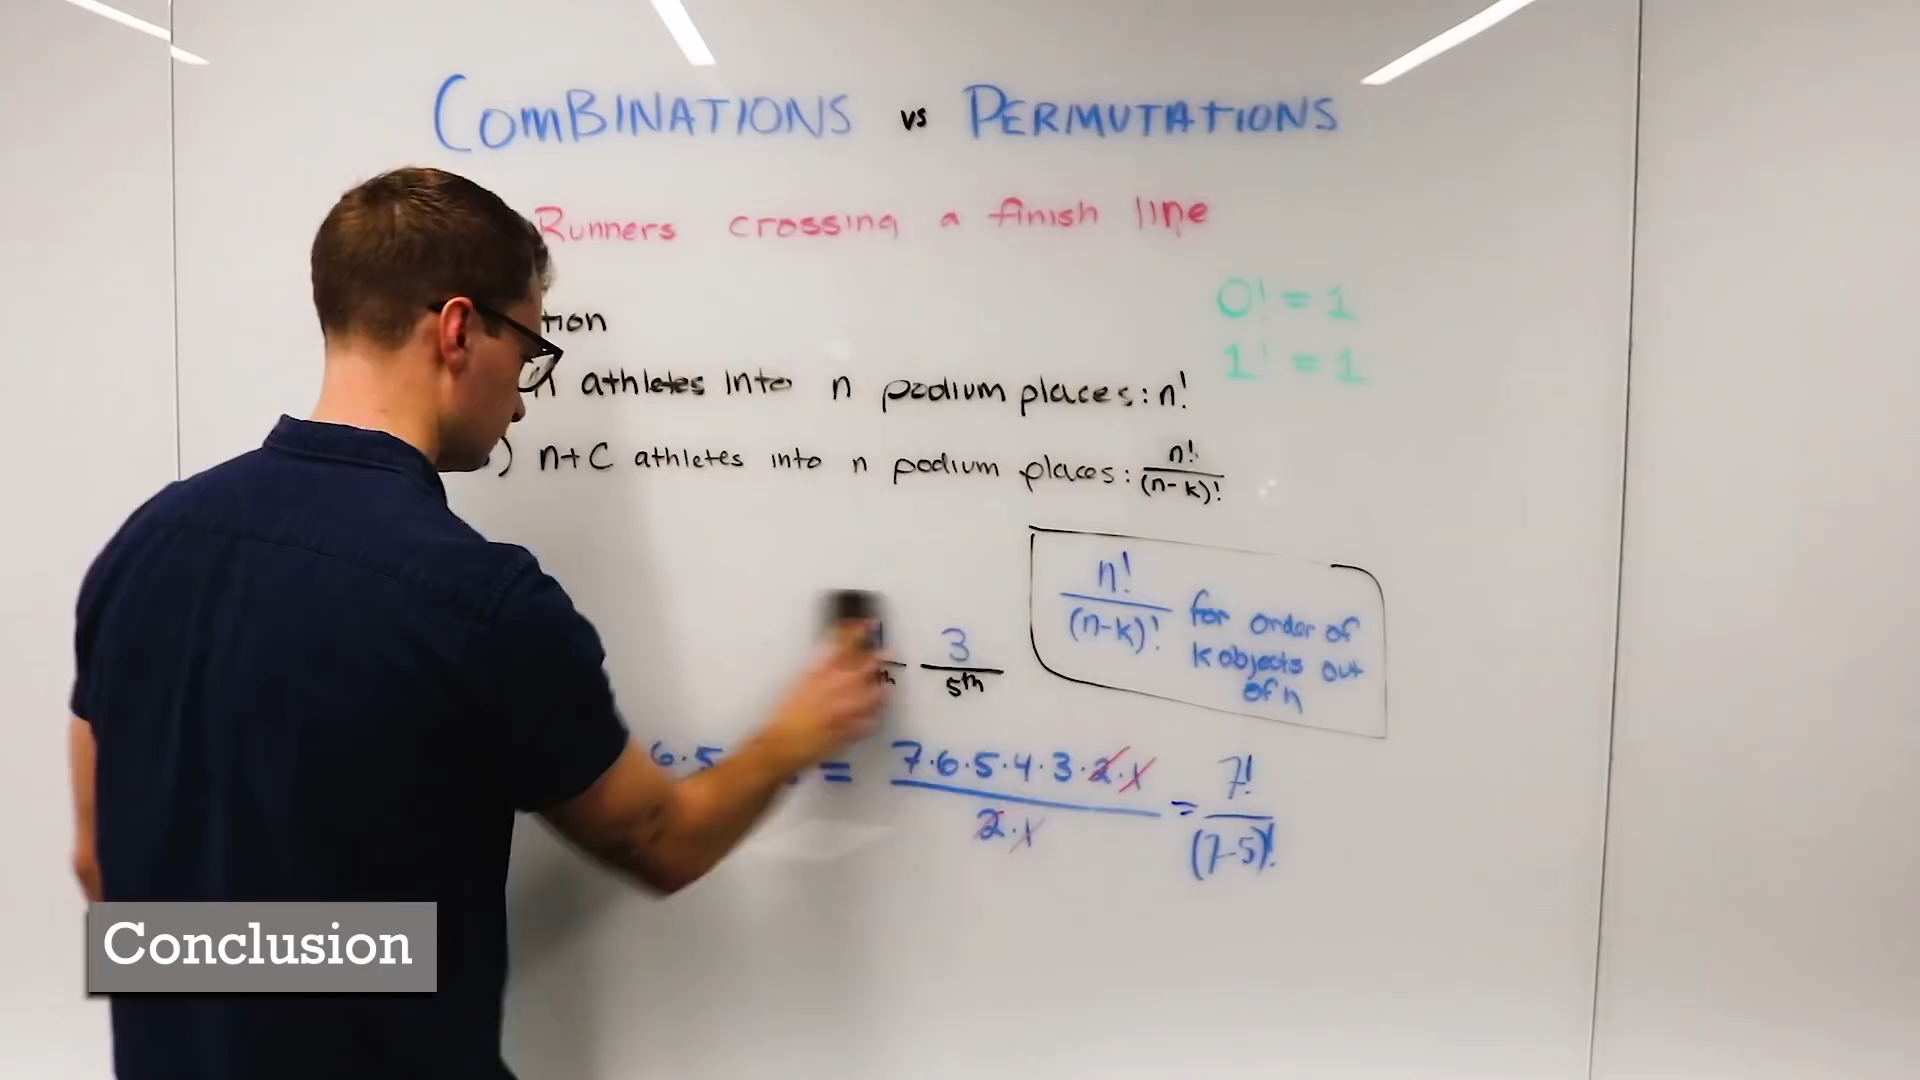 COMBINATIONS vs PERMUTATIONS
Runners crossing a finish line
0! = 1
1! = 1
tion
n athletes into n podium places: n!
) n+C athletes into n podium places: n!/(n-k)!
n!/(n-k)! for order of
k objects out
of n
3
5th
6·5 = 7·6·5·4·3·2·1/2·1 = 7!/(7-5)!
Conclusion